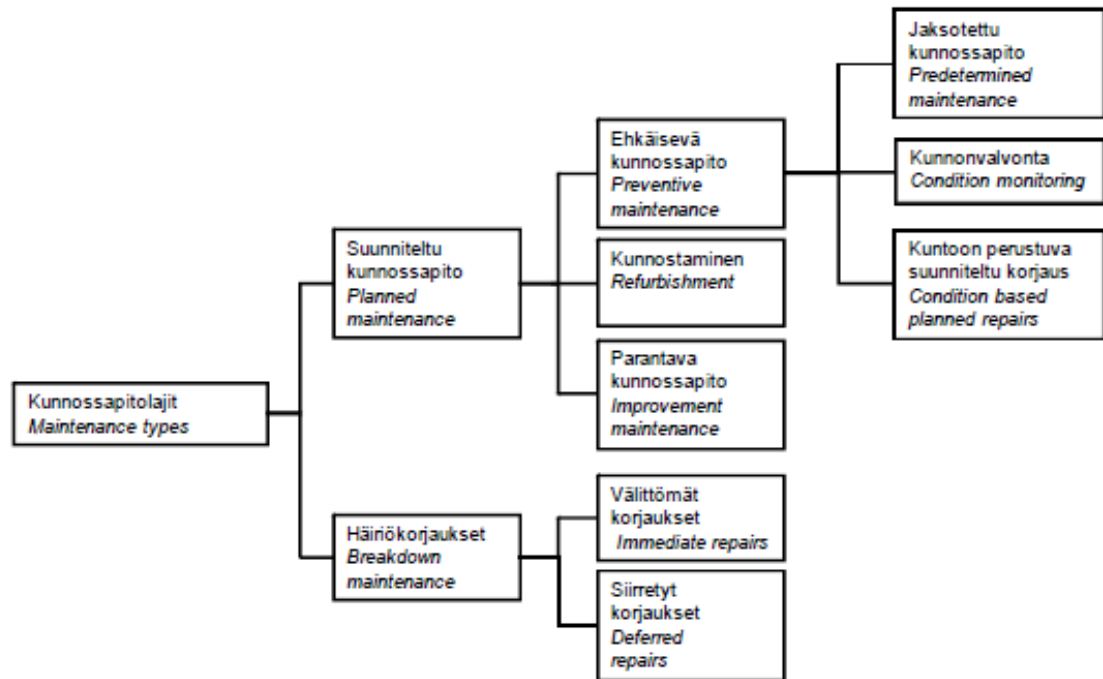 Jaksotettu
kunnossapito
Predetermined
maintenance
Ehkäisevä
kunnossapito
Preventive
maintenance
Kunnonvalvonta
Condition monitoring
Suunniteltu
kunnossapito
Planned
maintenance
Kunnostaminen
Refurbishment
Kuntoon perustuva
suunniteltu korjaus
Condition based
planned repairs
Parantava
kunnossapito
Improvement
maintenance
Kunnossapitolajit
Maintenance types
Välittömät
korjaukset
Immediate repairs
Häiriökorjaukset
Breakdown
maintenance
Siirretyt
korjaukset
Deferred
repairs